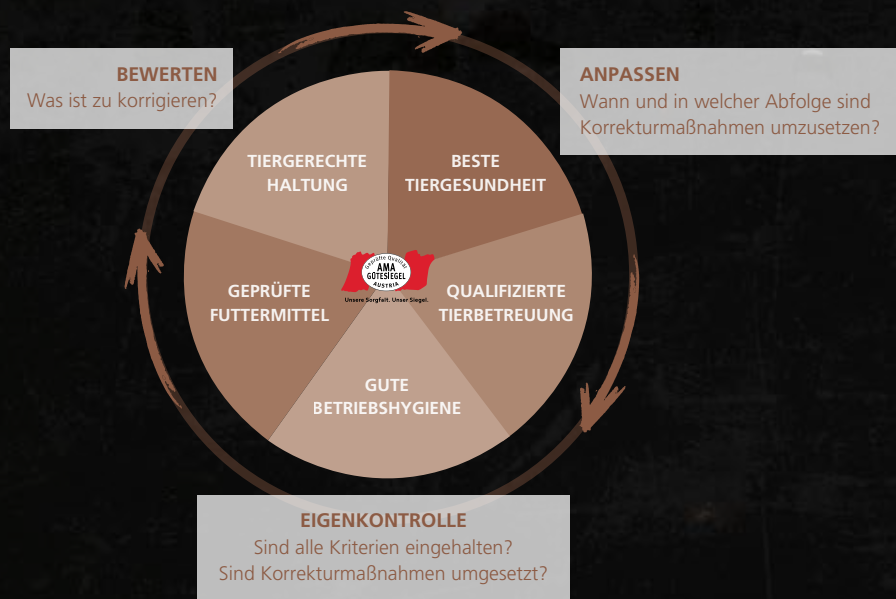 BEWERTEN
Was ist zu korrigieren?
ANPASSEN
Wann und in welcher Abfolge sind
Korrekturmaßnahmen umzusetzen?
TIERGERECHTE
HALTUNG
BESTE
TIERGESUNDHEIT
Geprüfte Qualität
AMA
GÜTESIEGEL
AUSTRIA
Unsere Sorgfalt. Unser Siegel.
GEPRÜFTE
FUTTERMITTEL
QUALIFIZIERTE
TIERBETREUUNG
GUTE
BETRIEBSHYGIENE
EIGENKONTROLLE
Sind alle Kriterien eingehalten?
Sind Korrekturmaßnahmen umgesetzt?